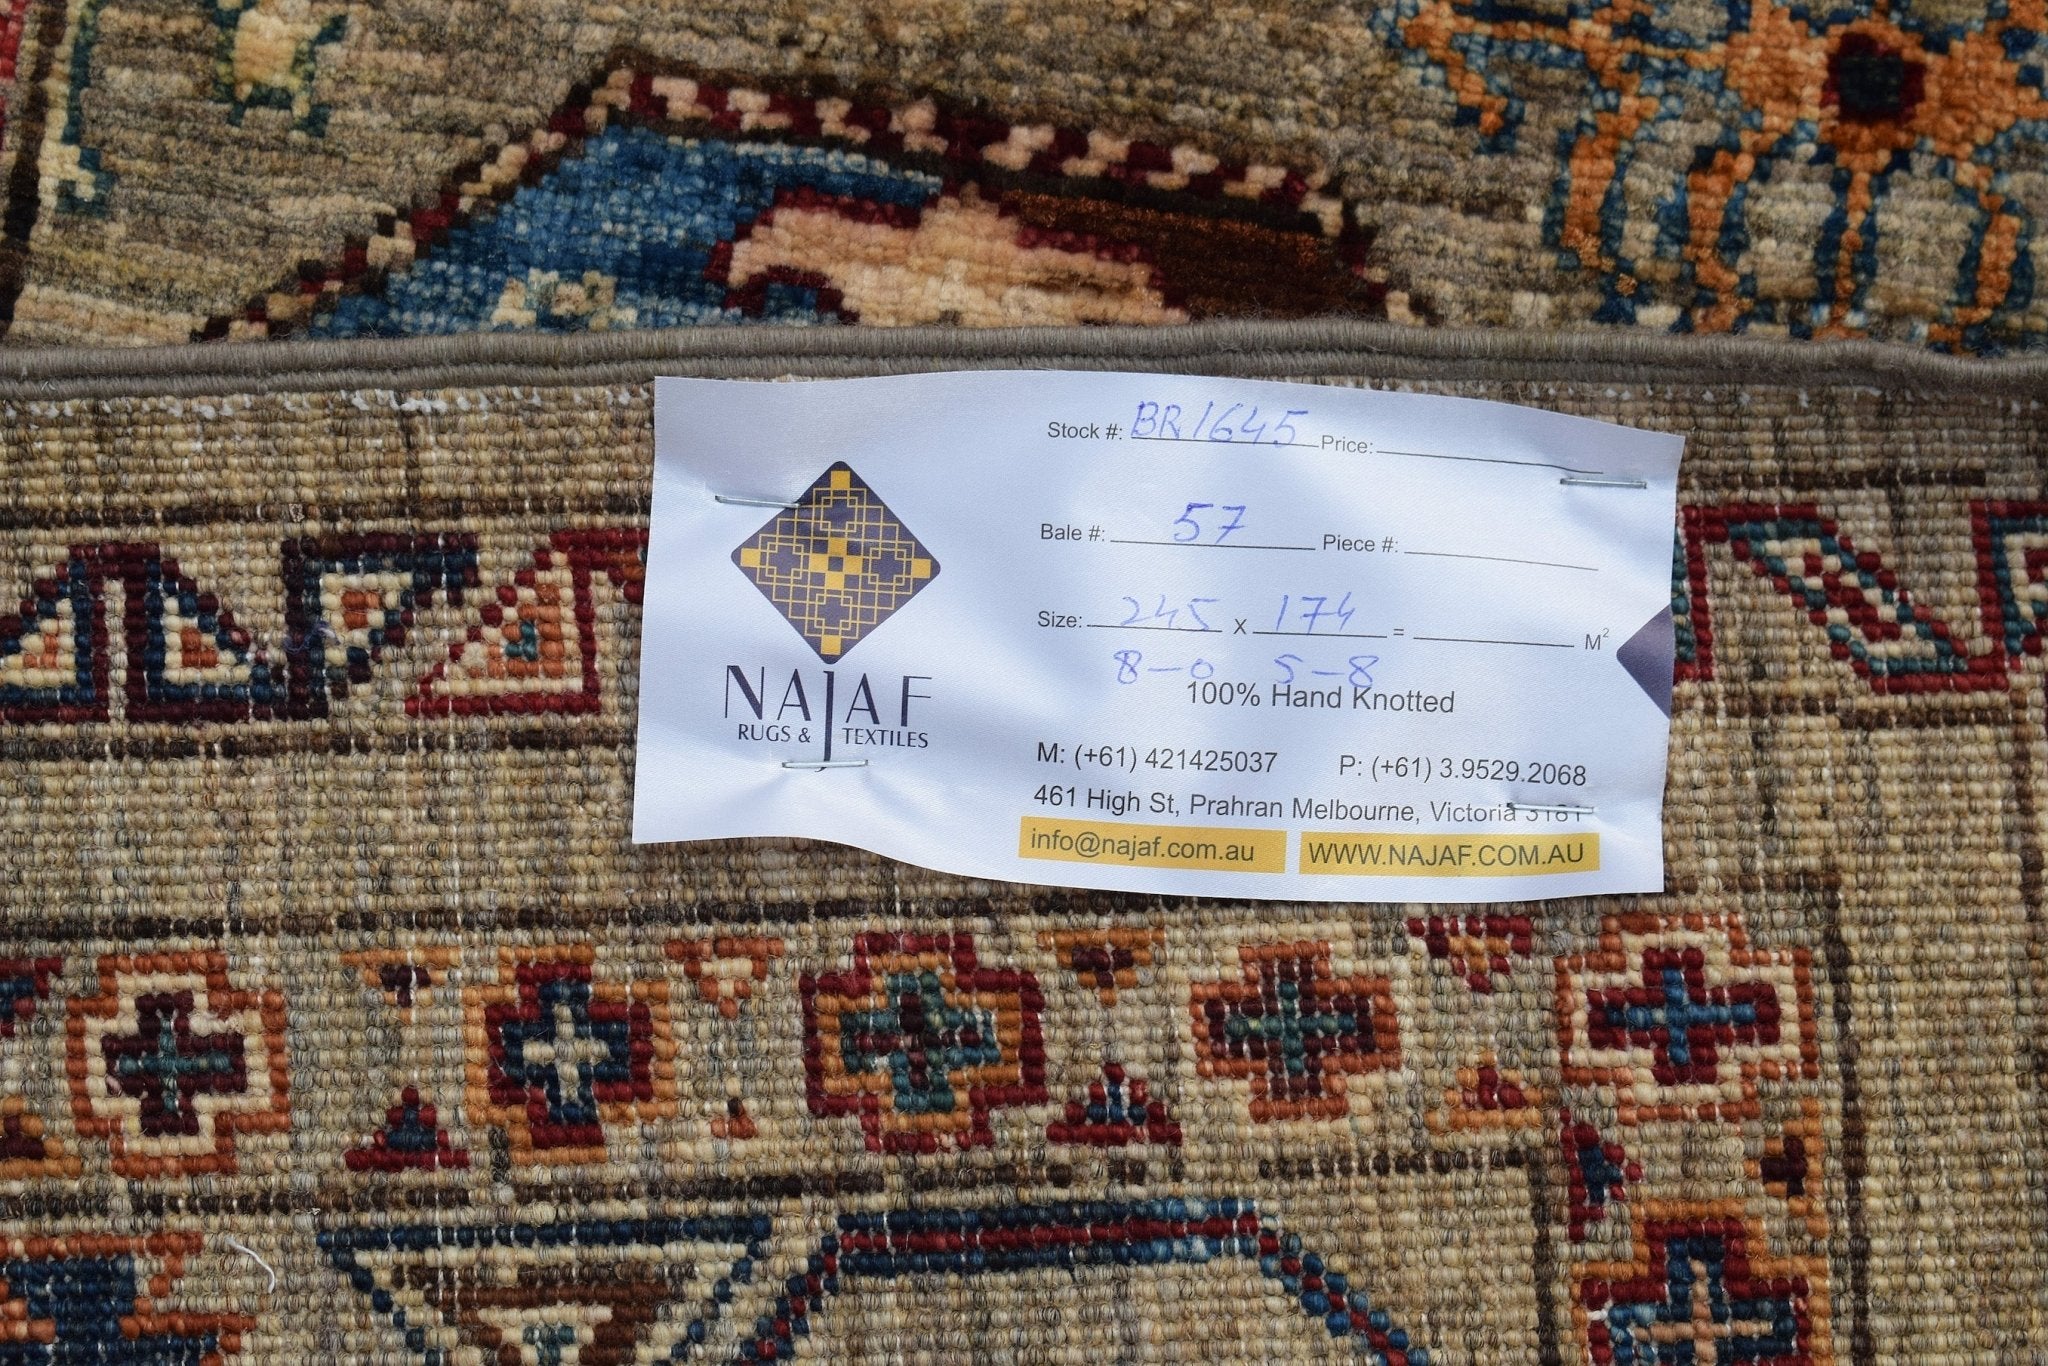 NAJAF
RUGS & TEXTILES
Stock #: BR1645 Price:
Bale #: 57 Piece #:
Size: 245 x 174 = M²
8-0 5-8
100% Hand Knotted
M: (+61) 421425037 P: (+61) 3.9529.2068
461 High St, Prahran Melbourne, Victoria 3181
info@najaf.com.au WWW.NAJAF.COM.AU